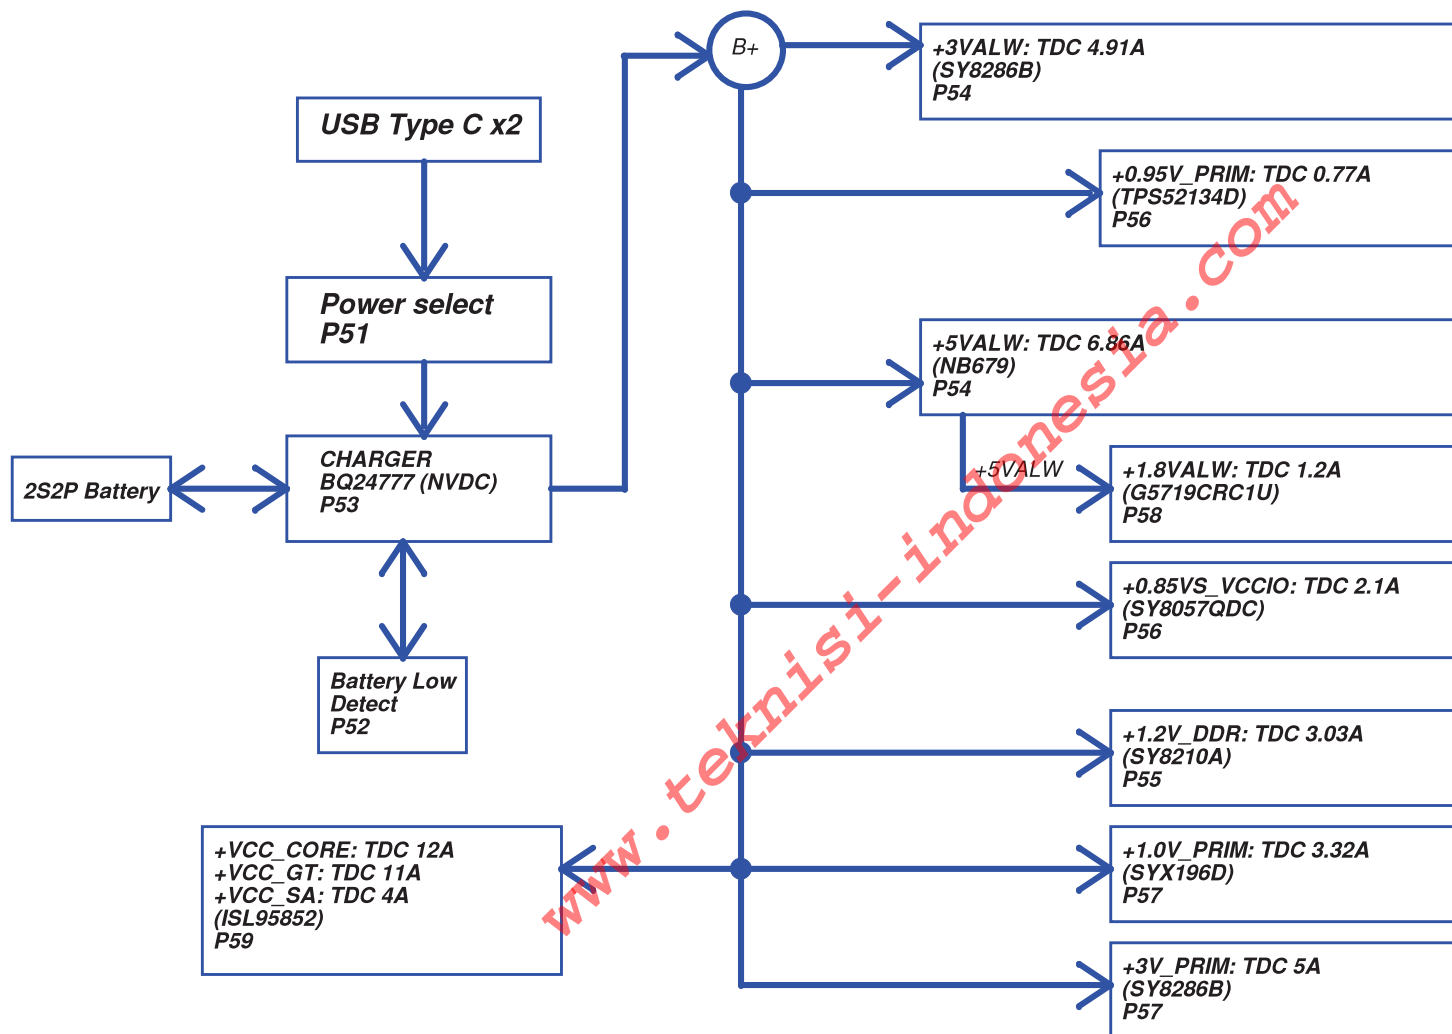 B+
+3VALW: TDC 4.91A
(SY8286B)
P54
USB Type C x2
+0.95V_PRIM: TDC 0.77A
(TPS52134D)
P56
Power select
P51
+5VALW: TDC 6.86A
(NB679)
P54
CHARGER
BQ24777 (NVDC)
P53
2S2P Battery
+5VALW
+1.8VALW: TDC 1.2A
(G5719CRC1U)
P58
+0.85VS_VCCIO: TDC 2.1A
(SY8057QDC)
P56
Battery Low
Detect
P52
+1.2V_DDR: TDC 3.03A
(SY8210A)
P55
+VCC_CORE: TDC 12A
+VCC_GT: TDC 11A
+VCC_SA: TDC 4A
(ISL95852)
P59
+1.0V_PRIM: TDC 3.32A
(SYX196D)
P57
+3V_PRIM: TDC 5A
(SY8286B)
P57
www.teknisi-indonesia.com